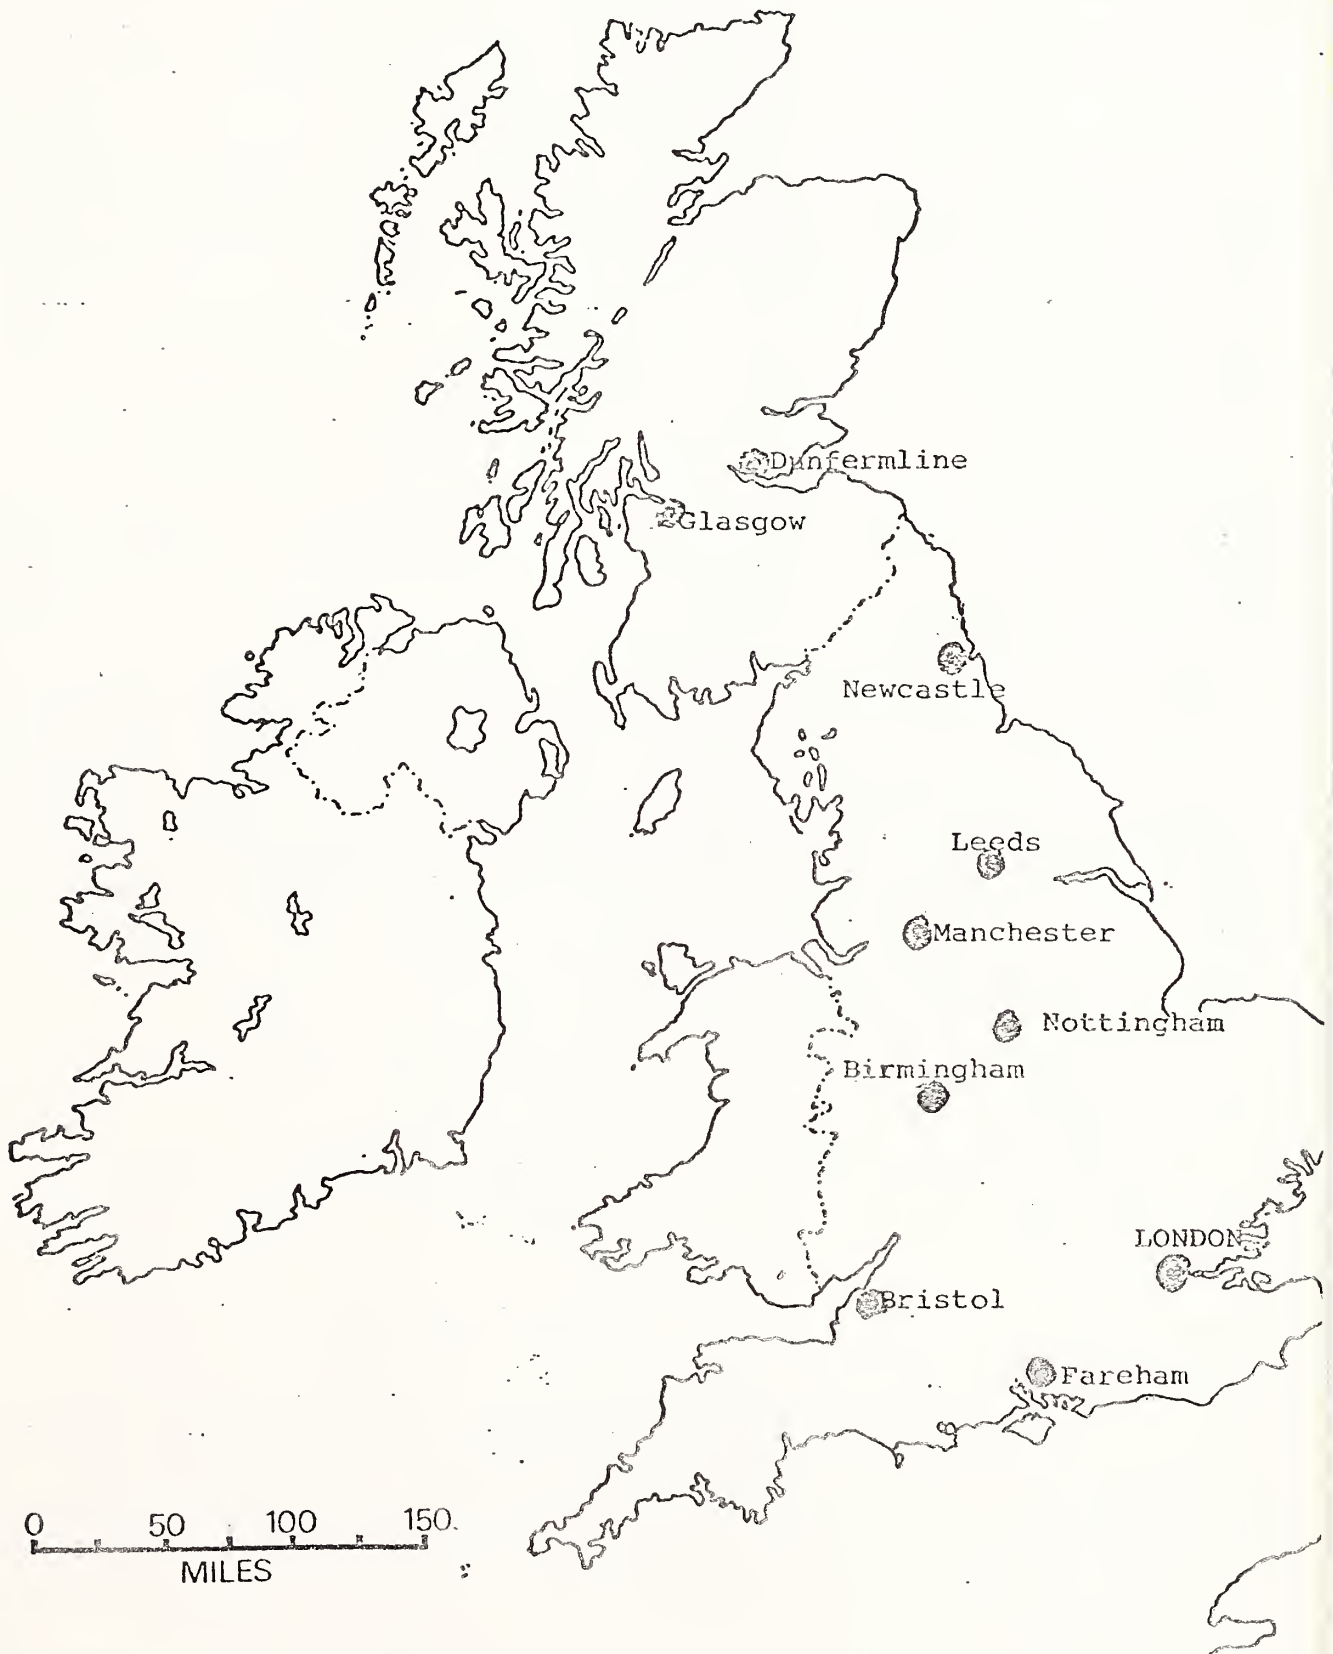 Dunfermline
Glasgow
Newcastle
Leeds
Manchester
Nottingham
Birmingham
LONDON
Bristol
Fareham
0 50 100 150
MILES